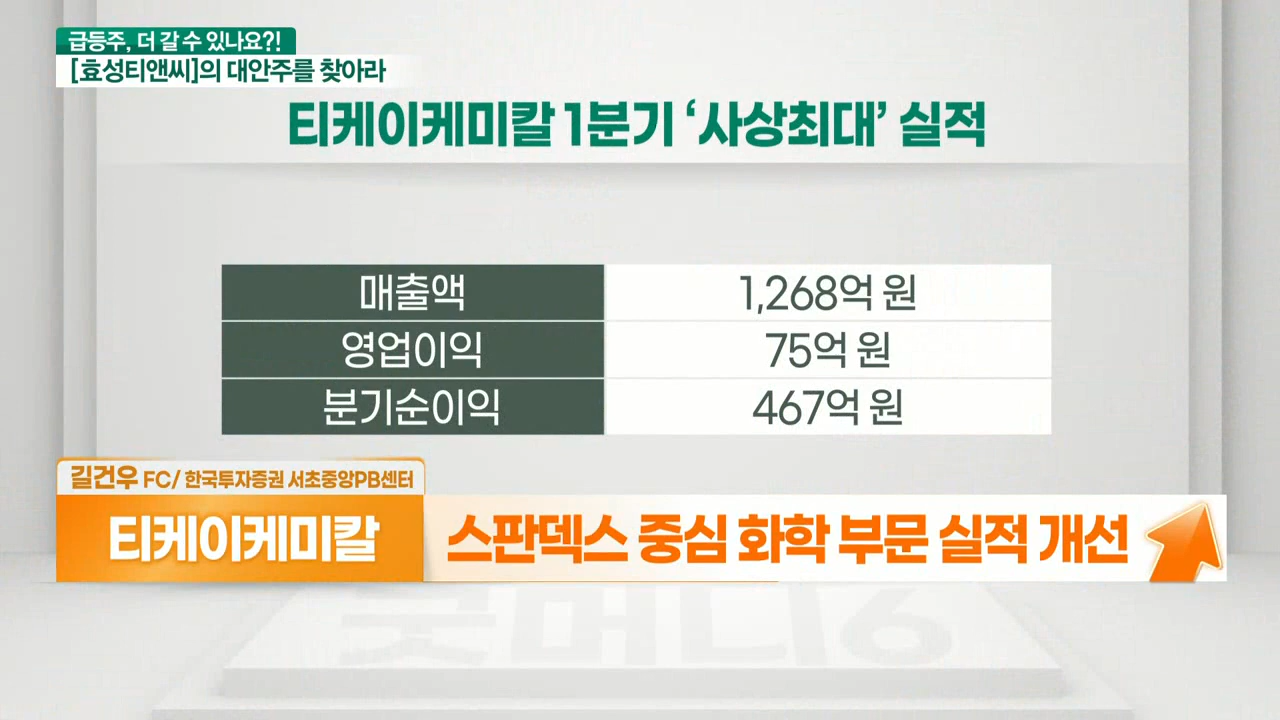 급등주, 더 갈 수 있나요?!
[효성티앤씨]의 대안주를 찾아라
티케이케미칼 1분기 ‘사상최대’ 실적
매출액 1,268억 원
영업이익 75억 원
분기순이익 467억 원
길건우 FC/ 한국투자증권 서초중앙PB센터
티케이케미칼 스판덱스 중심 화학 부문 실적 개선
굿머니6